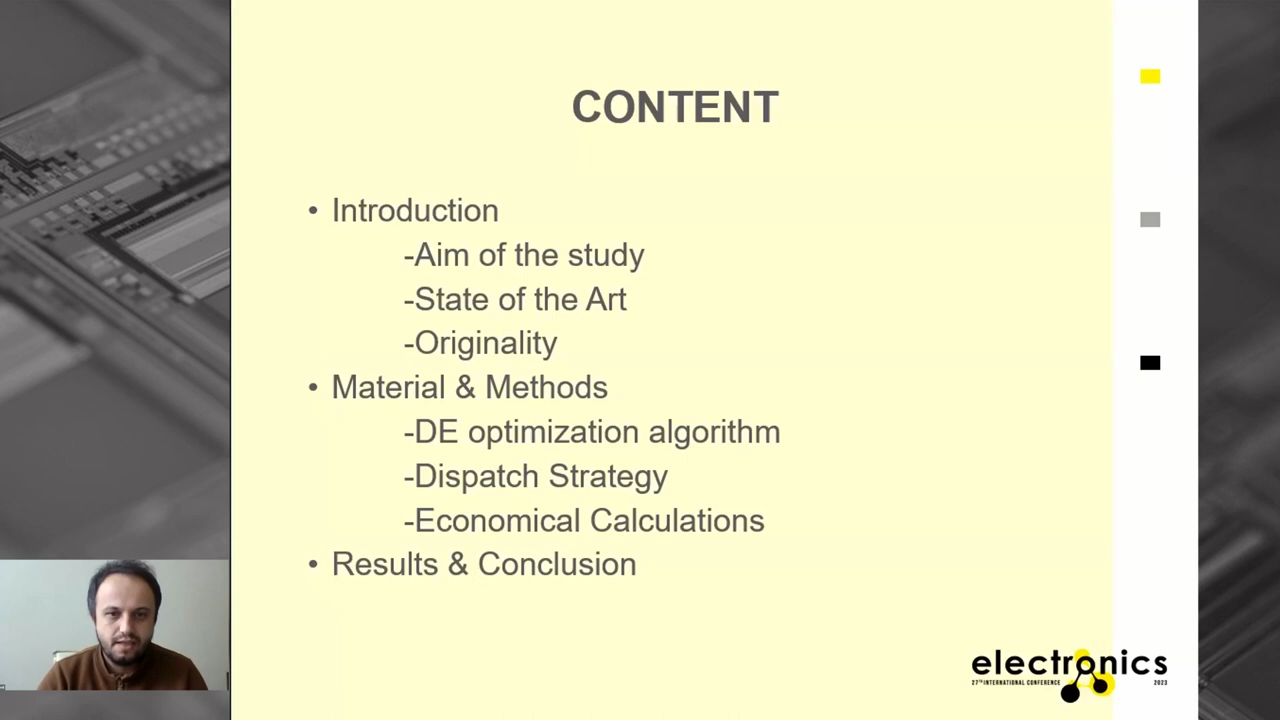 CONTENT
• Introduction
-Aim of the study
-State of the Art
-Originality
• Material & Methods
-DE optimization algorithm
-Dispatch Strategy
-Economical Calculations
• Results & Conclusion
electronics
27TH INTERNATIONAL CONFERENCE 2023